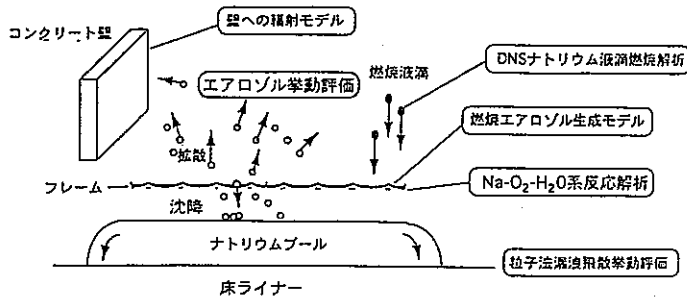 壁への輻射モデル
コンクリート壁
DNSナトリウム液滴燃焼解析
燃焼液滴
エアロゾル挙動評価
燃焼エアロゾル生成モデル
拡散
フレーム
Na-O₂-H₂O系反応解析
沈降
ナトリウムプール
粒子法漏洩飛散挙動評価
床ライナー